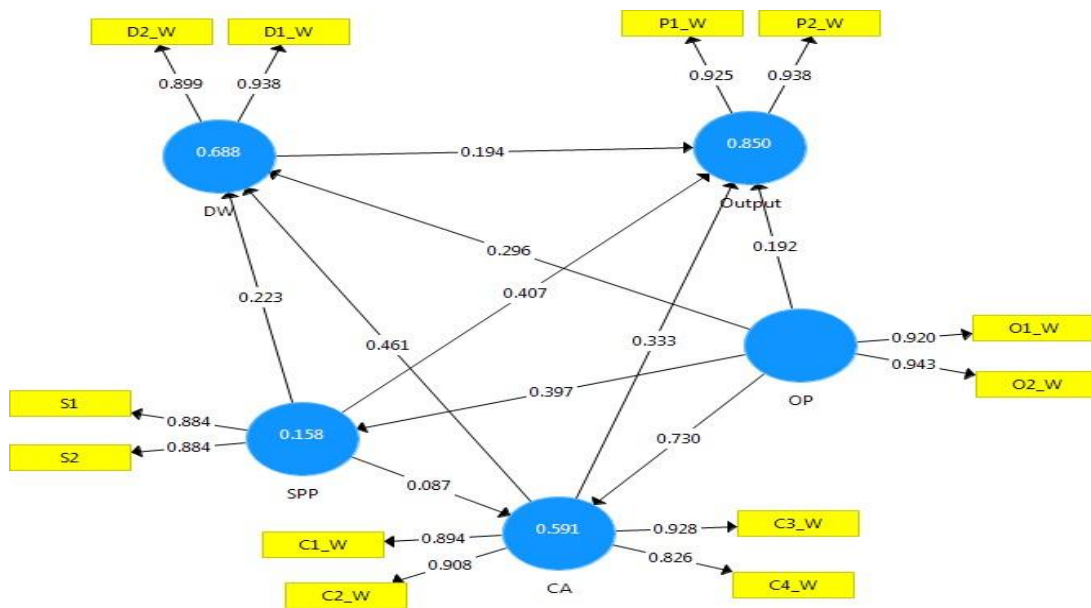 D2_W
D1_W
P1_W
P2_W
0.899
0.938
0.925
0.938
0.688
0.850
0.194
DW
Output
0.296
0.192
0.223
0.407
0.461
0.333
O1_W
0.920
0.943
O2_W
0.397
OP
S1
0.884
0.884
S2
0.158
0.730
SPP
0.087
0.591
C3_W
0.928
C1_W
0.894
0.908
0.826
C4_W
C2_W
CA